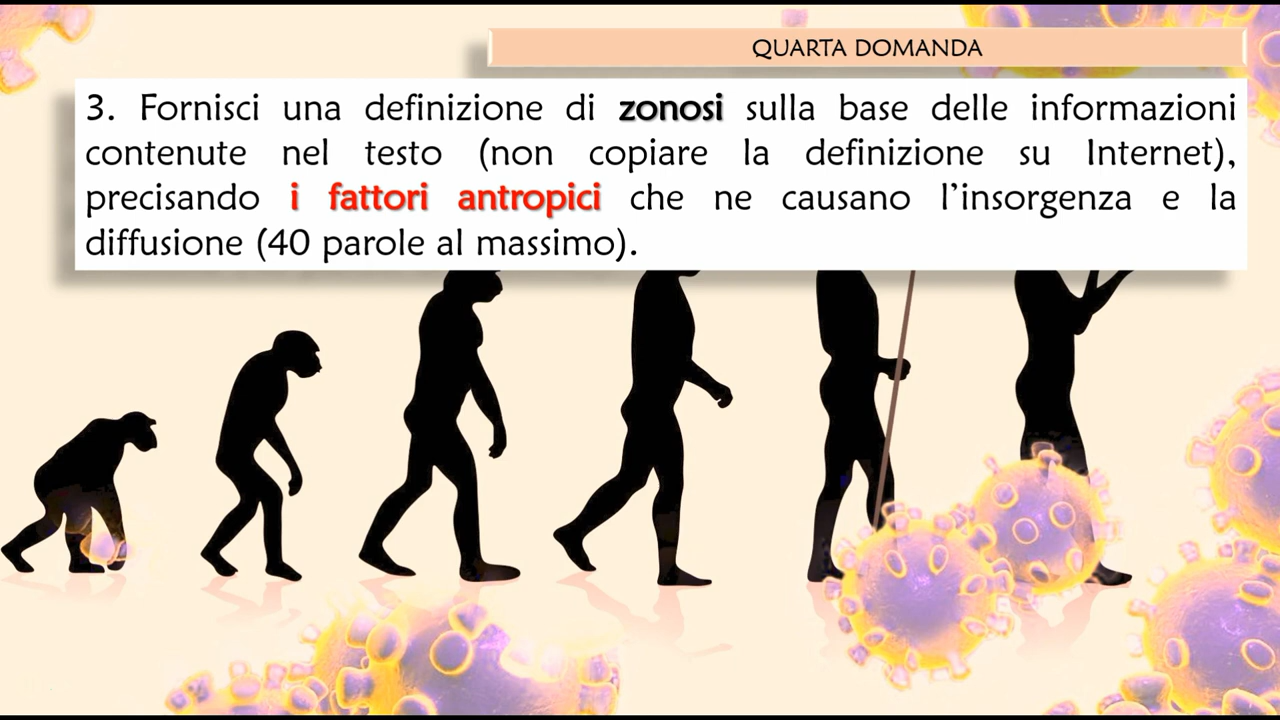 QUARTA DOMANDA
3. Fornisci una definizione di zonosi sulla base delle informazioni
contenute nel testo (non copiare la definizione su Internet),
precisando i fattori antropici che ne causano l'insorgenza e la
diffusione (40 parole al massimo).